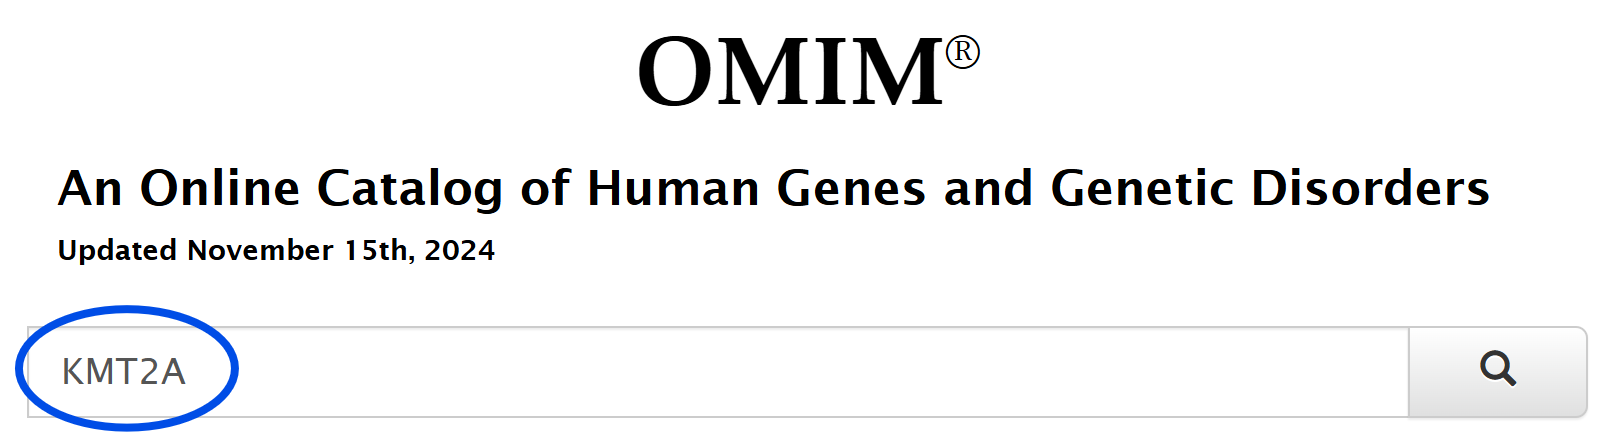 OMIM®
An Online Catalog of Human Genes and Genetic Disorders
Updated November 15th, 2024
KMT2A